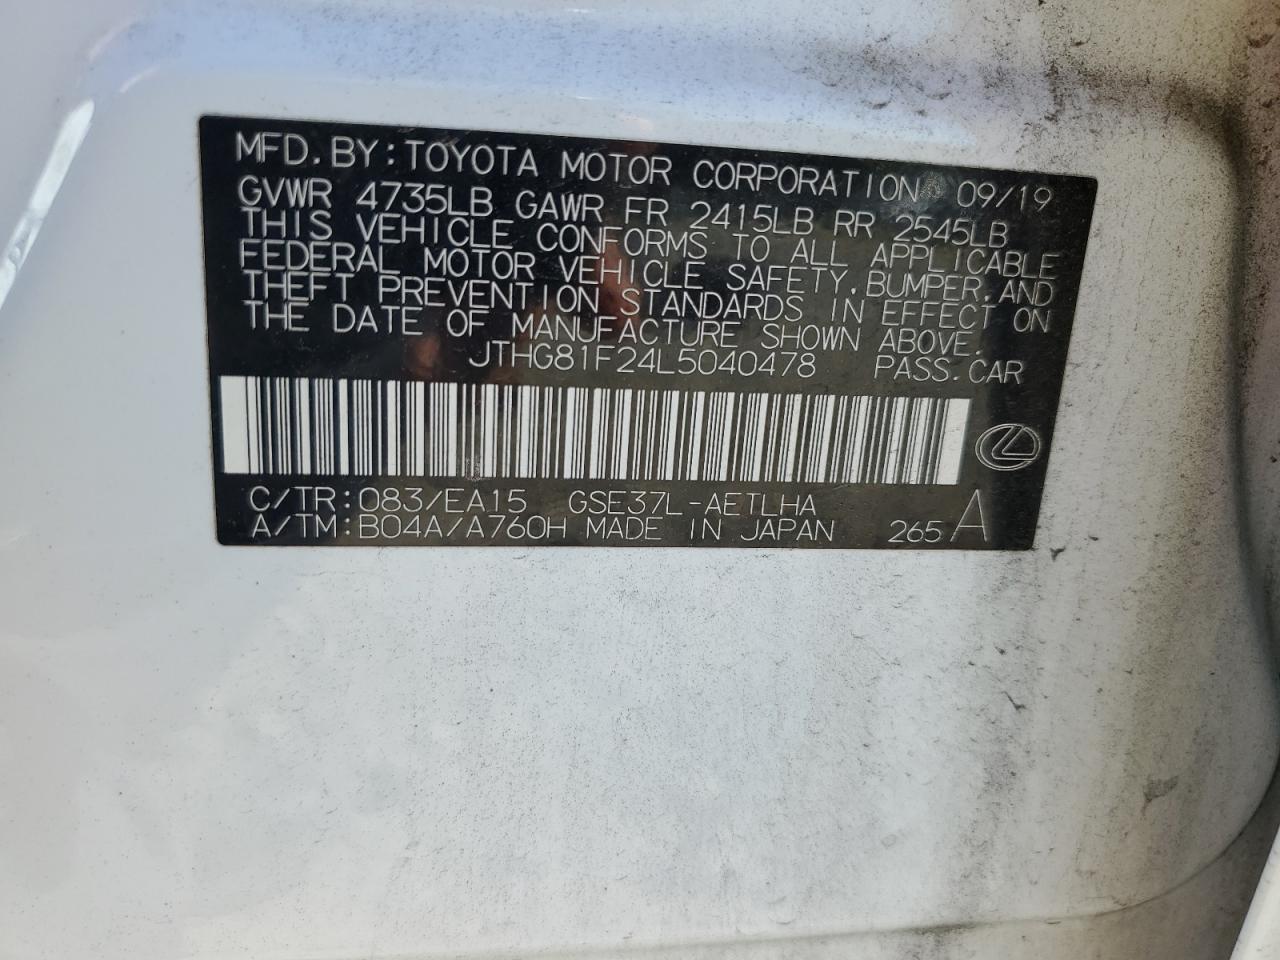 MFD.BY:TOYOTA MOTOR CORPORATION 09/19
GVWR 4735LB GAWR FR 2415LB RR 2545LB
THIS VEHICLE CONFORMS TO ALL APPLICABLE
FEDERAL MOTOR VEHICLE SAFETY,BUMPER,AND
THEFT PREVENTION STANDARDS IN EFFECT ON
THE DATE OF MANUFACTURE SHOWN ABOVE.
JTHG81F24L5040478 PASS.CAR
C/TR:083/EA15 GSE37L-AETLHA
A/TM:B04A/A760H MADE IN JAPAN 265 A